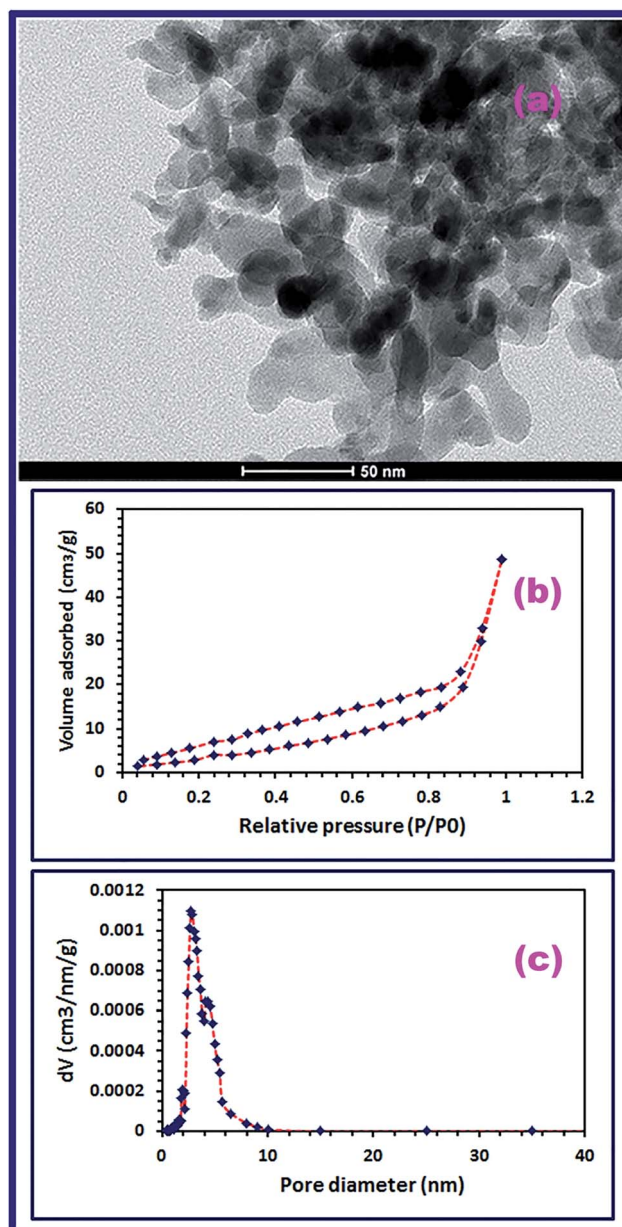 (a)
50 nm
60
50
40
30
20
10
0
Volume adsorbed (cm3/g)
(b)
0 0.2 0.4 0.6 0.8 1 1.2
Relative pressure (P/P0)
0.0012
0.001
0.0008
0.0006
0.0004
0.0002
0
dV (cm3/nm/g)
(c)
0 10 20 30 40
Pore diameter (nm)